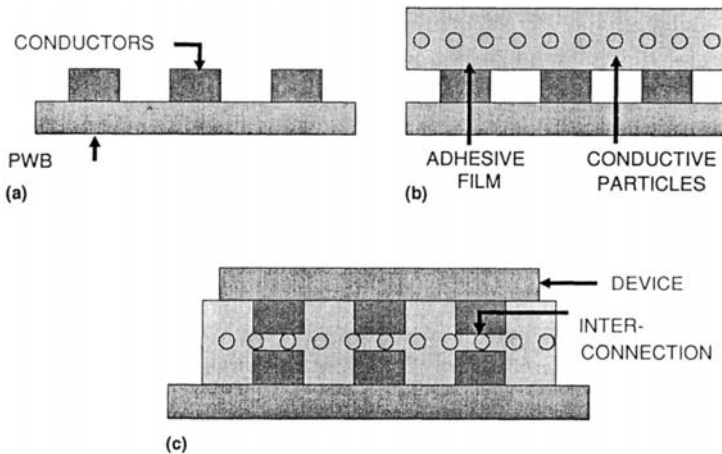 CONDUCTORS
PWB
(a)
ADHESIVE
FILM
CONDUCTIVE
PARTICLES
(b)
DEVICE
INTER-
CONNECTION
(c)